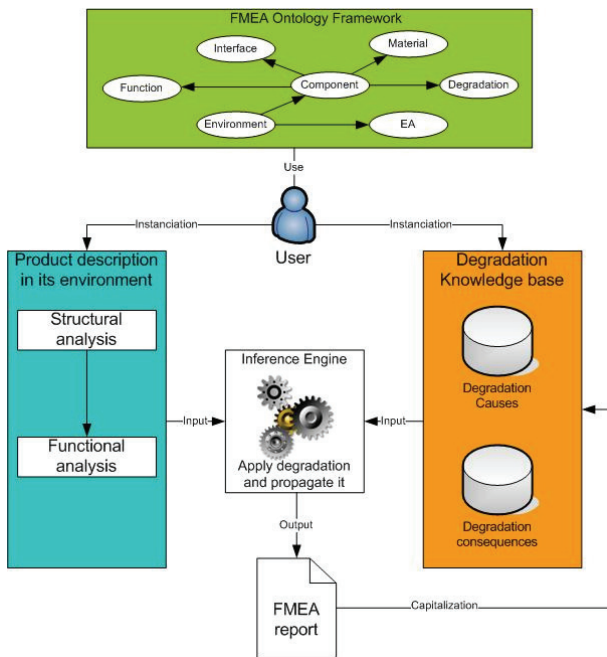 FMEA Ontology Framework
Interface
Material
Function
Component
Degradation
Environment
EA
Use
Instanciation
Instanciation
User
Product description
in its environment
Structural
analysis
Functional
analysis
Degradation
Knowledge base
Degradation
Causes
Degradation
consequences
Input
Inference Engine
Apply degradation
and propagate it
Input
Output
FMEA
report
Capitalization